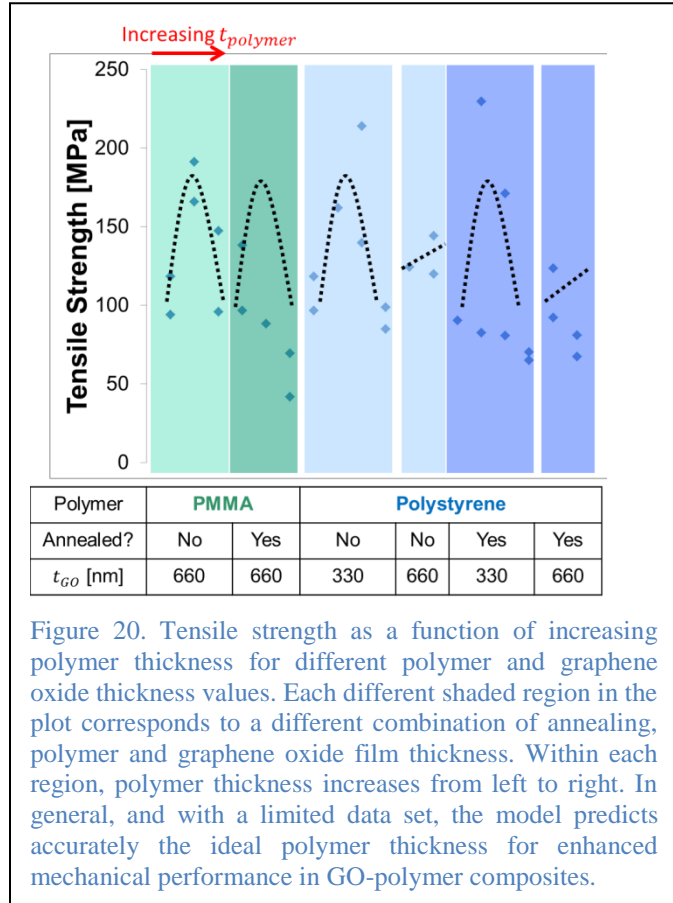 Increasing t_polymer
250
200
150
100
50
0
Tensile Strength [MPa]
Polymer PMMA Polystyrene
Annealed? No Yes No No Yes Yes
t_GO [nm] 660 660 330 660 330 660
Figure 20. Tensile strength as a function of increasing
polymer thickness for different polymer and graphene
oxide thickness values. Each different shaded region in the
plot corresponds to a different combination of annealing,
polymer and graphene oxide film thickness. Within each
region, polymer thickness increases from left to right. In
general, and with a limited data set, the model predicts
accurately the ideal polymer thickness for enhanced
mechanical performance in GO-polymer composites.